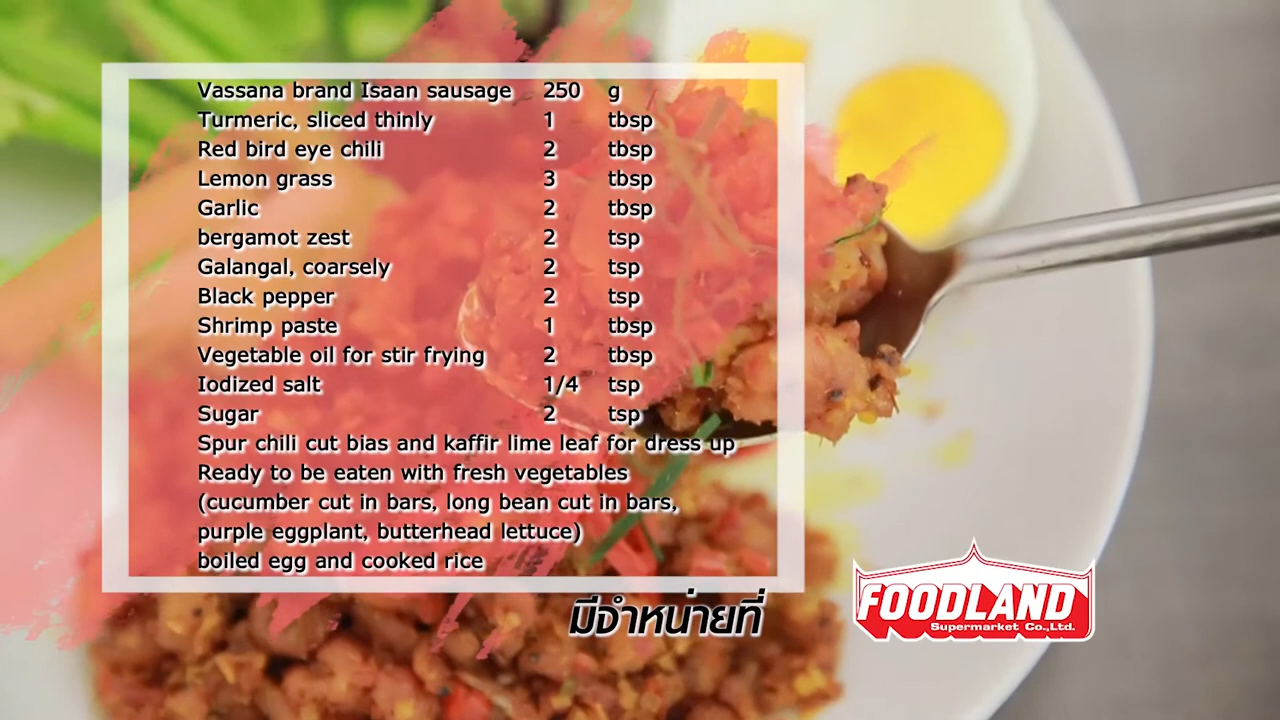 Vassana brand Isaan sausage 250 g
Turmeric, sliced thinly 1 tbsp
Red bird eye chili 2 tbsp
Lemon grass 3 tbsp
Garlic 2 tbsp
bergamot zest 2 tsp
Galangal, coarsely 2 tsp
Black pepper 2 tsp
Shrimp paste 1 tbsp
Vegetable oil for stir frying 2 tbsp
Iodized salt 1/4 tsp
Sugar 2 tsp
Spur chili cut bias and kaffir lime leaf for dress up
Ready to be eaten with fresh vegetables
(cucumber cut in bars, long bean cut in bars,
purple eggplant, butterhead lettuce)
boiled egg and cooked rice
มีจำหน่ายที่
FOODLAND
Supermarket Co.,Ltd.